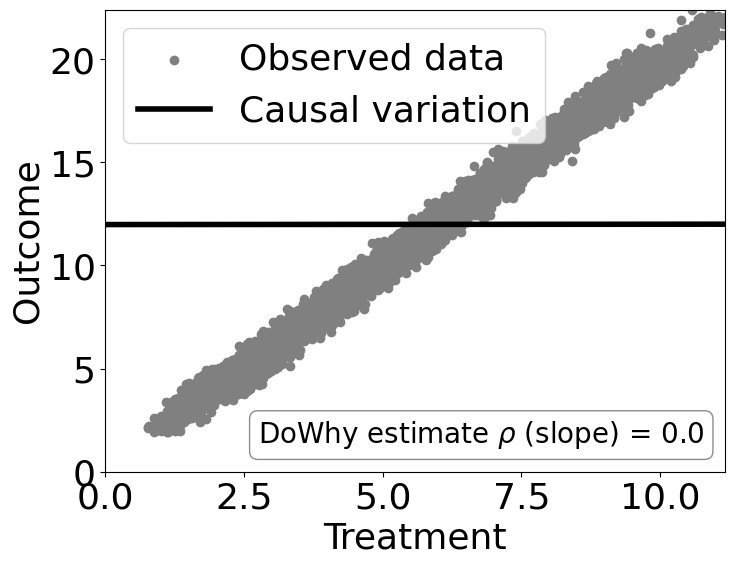 Observed data
Causal variation
20
15
10
5
0
Outcome
DoWhy estimate ρ (slope) = 0.0
0.0 2.5 5.0 7.5 10.0
Treatment